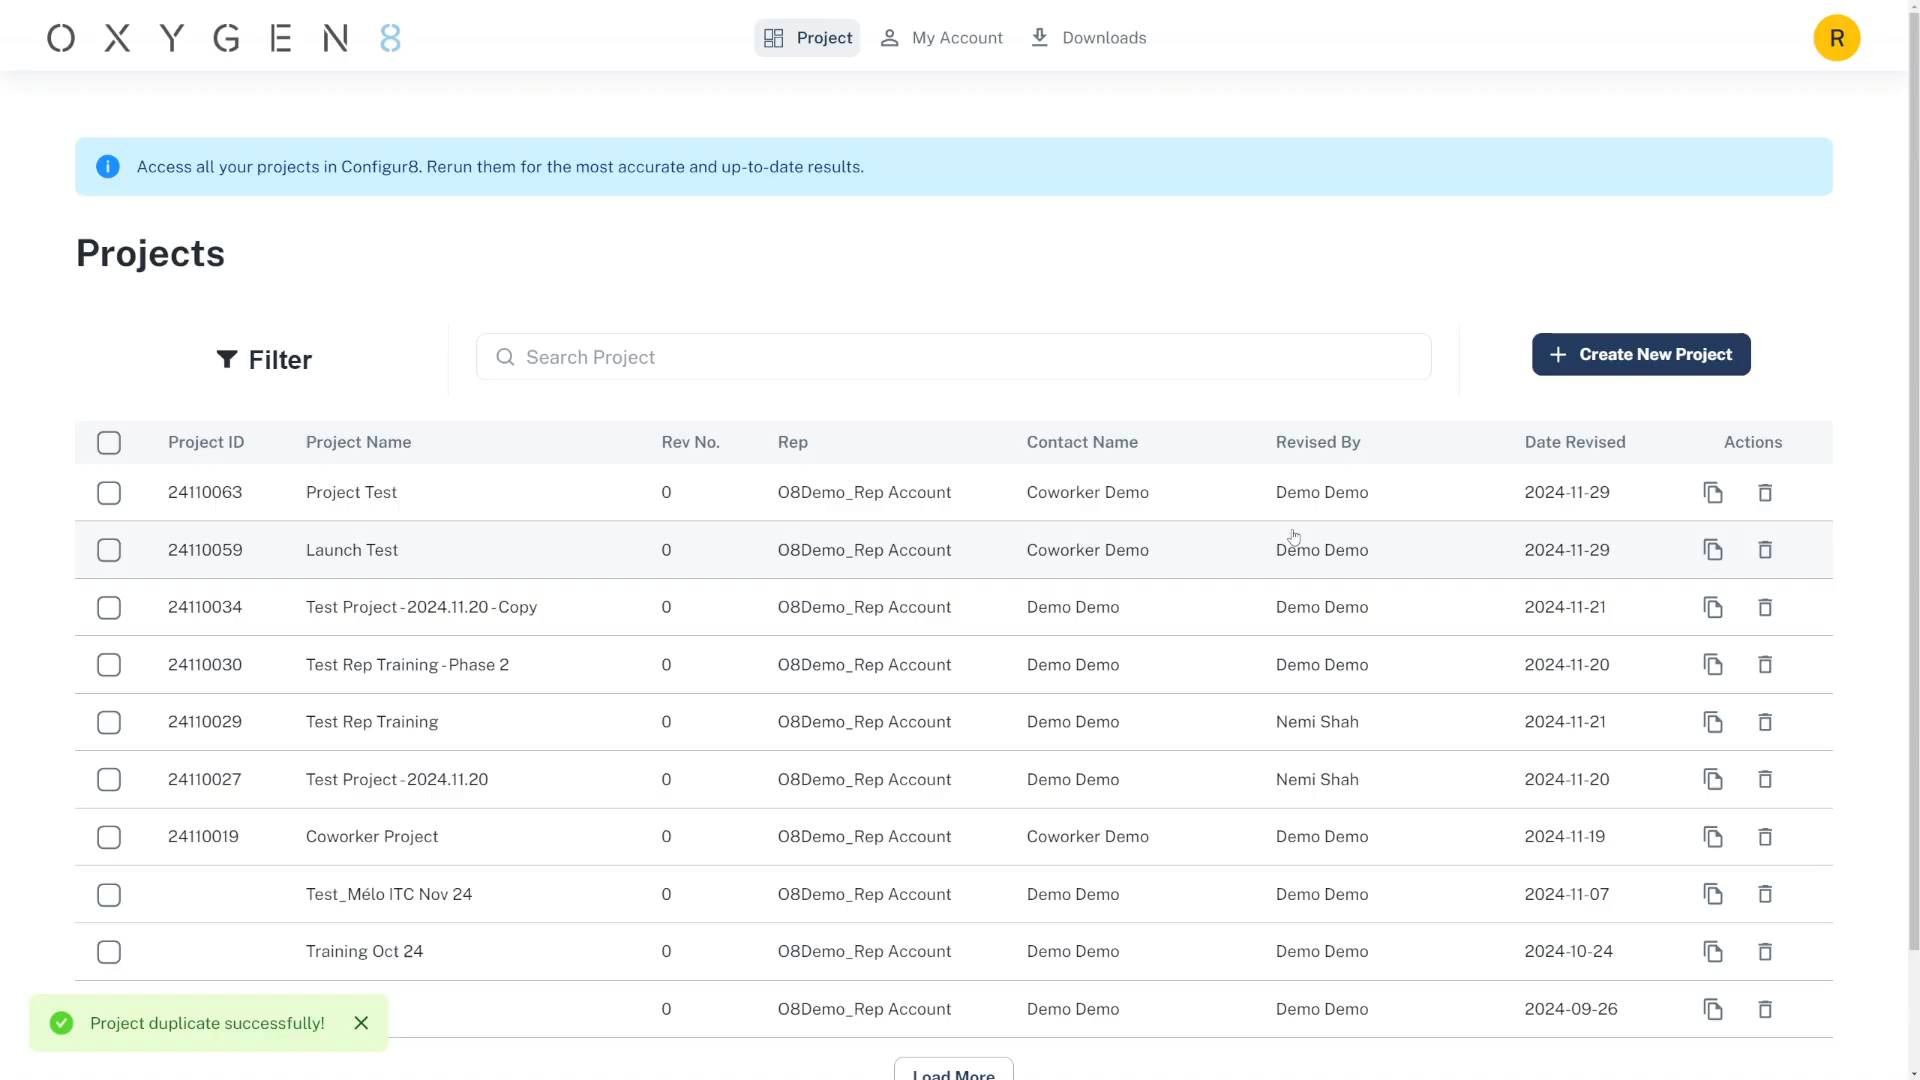 OXYGEN8
Project
My Account
Downloads
R
Access all your projects in Configur8. Rerun them for the most accurate and up-to-date results.
Projects
Filter
Search Project
+ Create New Project
Project ID Project Name Rev No. Rep Contact Name Revised By Date Revised Actions
24110063 Project Test 0 O8Demo_Rep Account Coworker Demo Demo Demo 2024-11-29
24110059 Launch Test 0 O8Demo_Rep Account Coworker Demo Demo Demo 2024-11-29
24110034 Test Project - 2024.11.20 - Copy 0 O8Demo_Rep Account Demo Demo Demo Demo 2024-11-21
24110030 Test Rep Training - Phase 2 0 O8Demo_Rep Account Demo Demo Demo Demo 2024-11-20
24110029 Test Rep Training 0 O8Demo_Rep Account Demo Demo Nemi Shah 2024-11-21
24110027 Test Project - 2024.11.20 0 O8Demo_Rep Account Demo Demo Nemi Shah 2024-11-20
24110019 Coworker Project 0 O8Demo_Rep Account Coworker Demo Demo Demo 2024-11-19
Test_Mélo ITC Nov 24 0 O8Demo_Rep Account Demo Demo Demo Demo 2024-11-07
Training Oct 24 0 O8Demo_Rep Account Demo Demo Demo Demo 2024-10-24
0 O8Demo_Rep Account Demo Demo Demo Demo 2024-09-26
Project duplicate successfully!
Load More